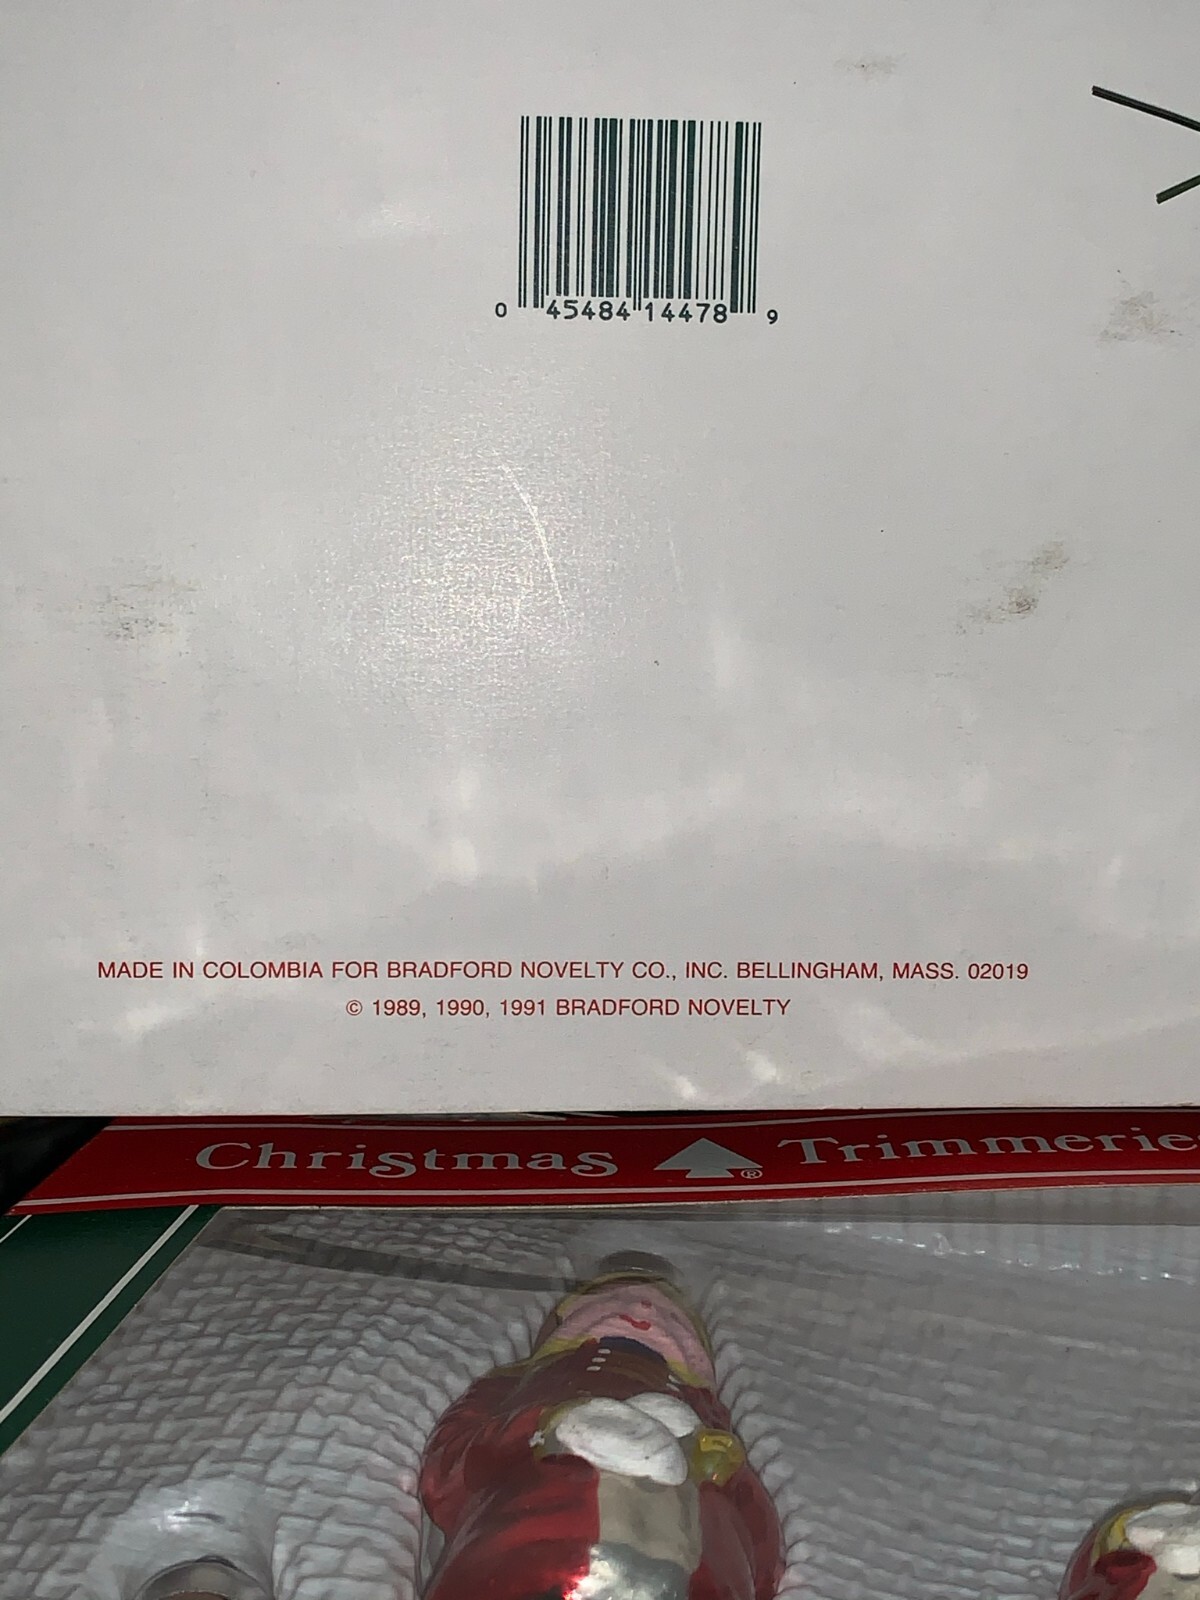 0 45484 14478 9
MADE IN COLOMBIA FOR BRADFORD NOVELTY CO., INC. BELLINGHAM, MASS. 02019
© 1989, 1990, 1991 BRADFORD NOVELTY
Christmas ® Trimmerie